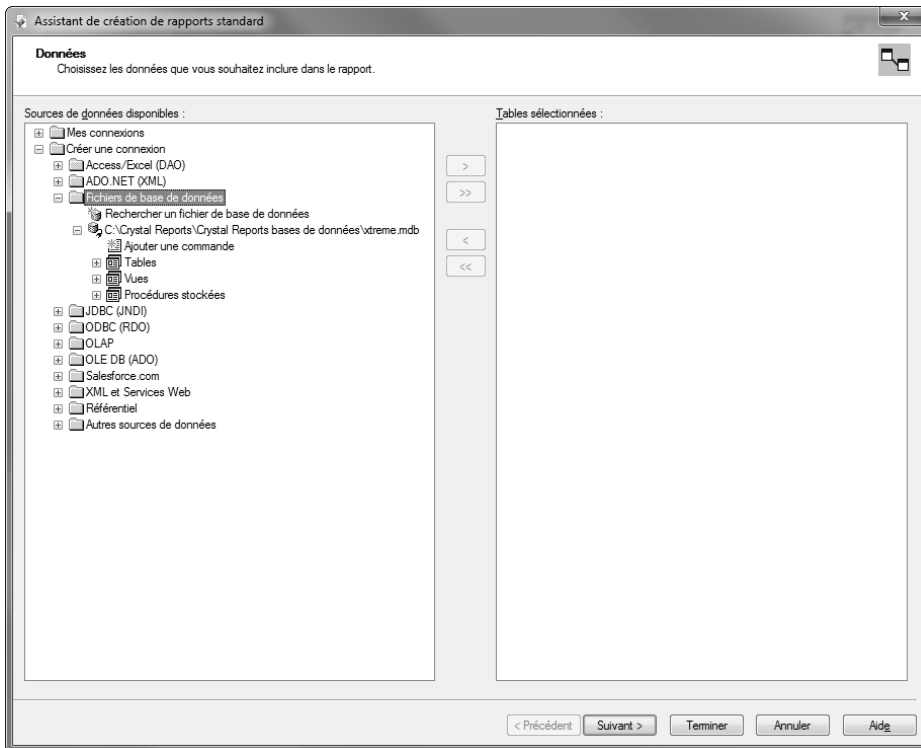 Assistant de création de rapports standard
Données
Choisissez les données que vous souhaitez inclure dans le rapport.
Sources de données disponibles :
Tables sélectionnées :
Mes connexions
Créer une connexion
Access/Excel (DAO)
ADO.NET (XML)
Fichiers de base de données
Rechercher un fichier de base de données
C:\Crystal Reports\Crystal Reports bases de données\xtreme.mdb
Ajouter une commande
Tables
Vues
Procédures stockées
JDBC (JNDI)
ODBC (RDO)
OLAP
OLE DB (ADO)
Salesforce.com
XML et Services Web
Référentiel
Autres sources de données
>
>>
<
<<
< Précédent Suivant > Terminer Annuler Aide